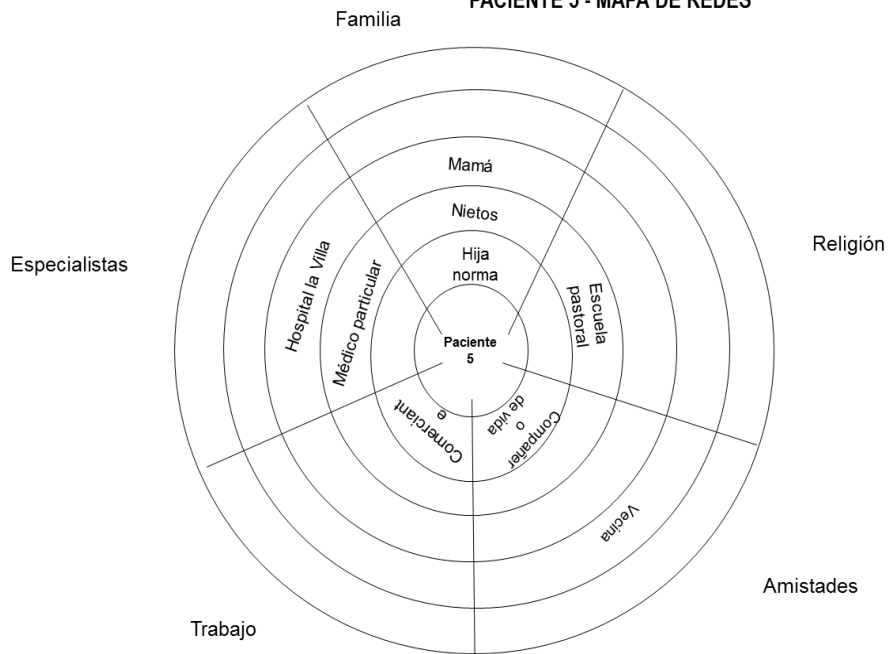 PACIENTE 5 - MAPA DE REDES
Familia
Mamá
Nietos
Hija
norma
Religión
Escuela
pastoral
Especialistas
Hospital la Villa
Médico particular
Paciente
5
Comerciant
e
Compañer
o
de vida
Vecina
Amistades
Trabajo